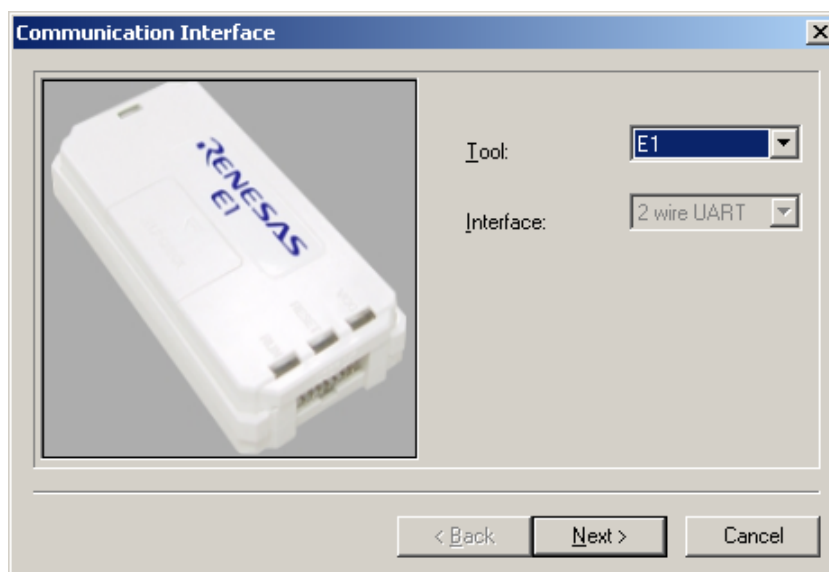 Communication Interface
RENESAS
E1
Tool:
E1
Interface:
2 wire UART
< Back
Next >
Cancel